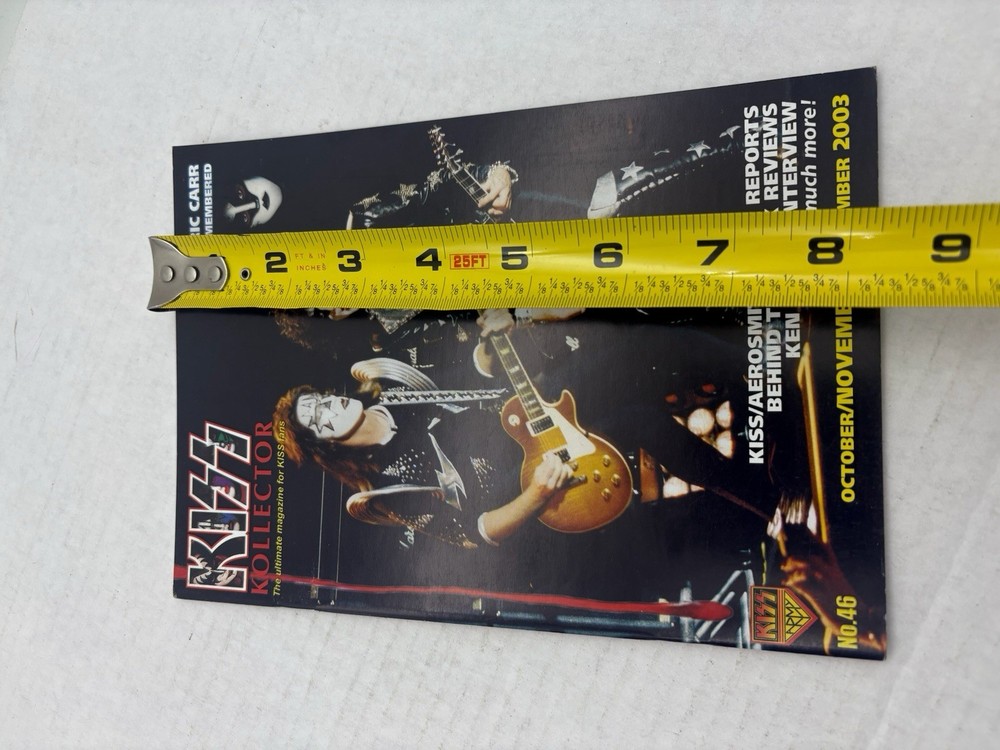 KISS
KOLLECTOR
The ultimate magazine for KISS fans
IC CARR
MEMBERED
2 3 4 5 6 7 8 9
FT & IN
INCHES
25FT
REPORTS
KISS/AEROSMI
REVIEWS
BEHIND T
NTERVIEW
KEN
much more!
OCTOBER/NOVEME MBER 2003
KISS
ARMY
No.46